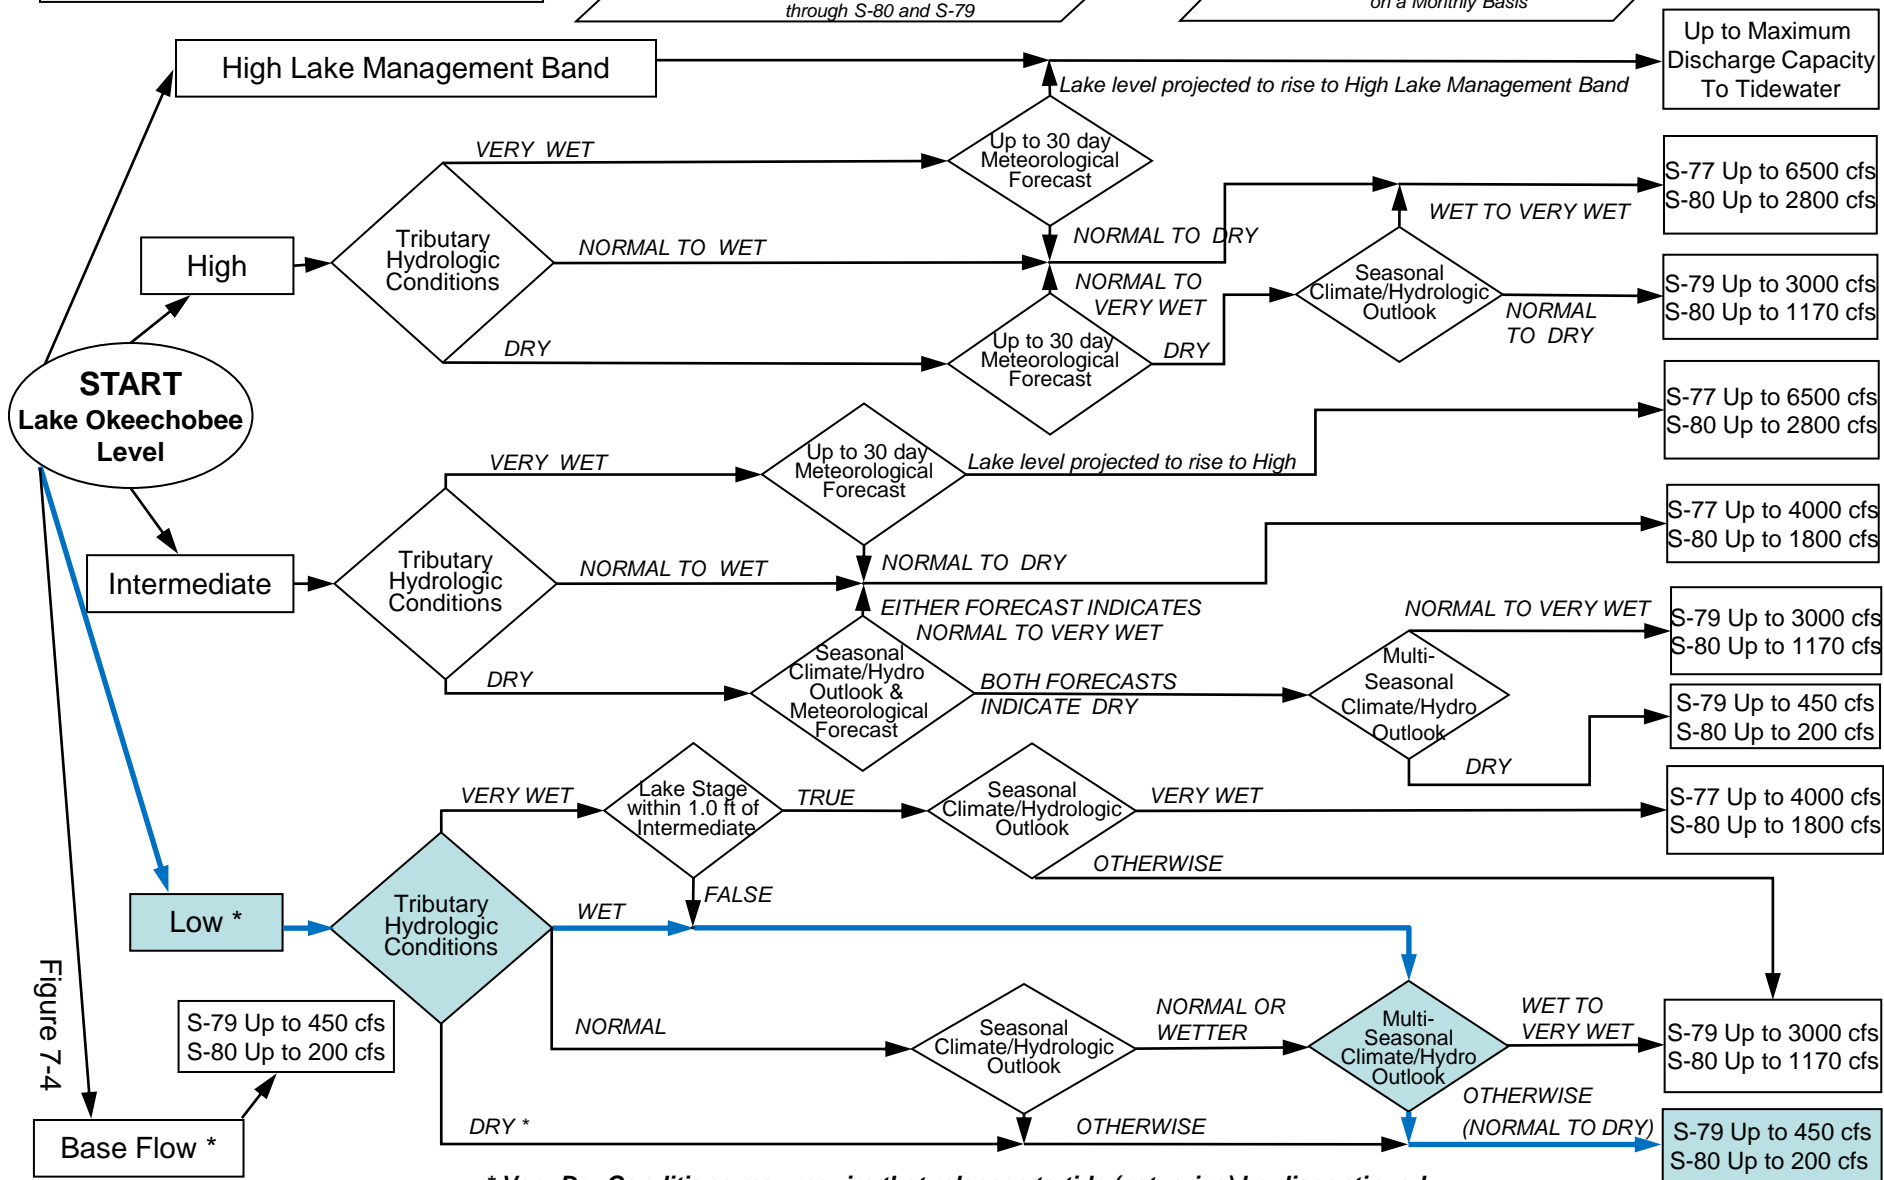 through S-80 and S-79
on a Monthly Basis
High Lake Management Band
Lake level projected to rise to High Lake Management Band
Up to Maximum
Discharge Capacity
To Tidewater
VERY WET
Up to 30 day
Meteorological
Forecast
S-77 Up to 6500 cfs
S-80 Up to 2800 cfs
WET TO VERY WET
High
Tributary
Hydrologic
Conditions
NORMAL TO WET
NORMAL TO DRY
NORMAL TO
VERY WET
Seasonal
Climate/Hydrologic
Outlook
NORMAL
TO DRY
S-79 Up to 3000 cfs
S-80 Up to 1170 cfs
DRY
Up to 30 day
Meteorological
Forecast
DRY
START
Lake Okeechobee
Level
VERY WET
Up to 30 day
Meteorological
Forecast
Lake level projected to rise to High
S-77 Up to 6500 cfs
S-80 Up to 2800 cfs
Intermediate
Tributary
Hydrologic
Conditions
NORMAL TO WET
NORMAL TO DRY
S-77 Up to 4000 cfs
S-80 Up to 1800 cfs
EITHER FORECAST INDICATES
NORMAL TO VERY WET
DRY
Seasonal
Climate/Hydro
Outlook &
Meteorological
Forecast
BOTH FORECASTS
INDICATE DRY
Multi-
Seasonal
Climate/Hydro
Outlook
NORMAL TO VERY WET
S-79 Up to 3000 cfs
S-80 Up to 1170 cfs
DRY
S-79 Up to 450 cfs
S-80 Up to 200 cfs
VERY WET
Lake Stage
within 1.0 ft of
Intermediate
TRUE
FALSE
Seasonal
Climate/Hydrologic
Outlook
VERY WET
S-77 Up to 4000 cfs
S-80 Up to 1800 cfs
OTHERWISE
Low *
Tributary
Hydrologic
Conditions
WET
NORMAL
Seasonal
Climate/Hydrologic
Outlook
NORMAL OR
WETTER
Multi-
Seasonal
Climate/Hydro
Outlook
WET TO
VERY WET
S-79 Up to 3000 cfs
S-80 Up to 1170 cfs
DRY *
OTHERWISE
OTHERWISE
(NORMAL TO DRY)
S-79 Up to 450 cfs
S-80 Up to 200 cfs
Figure 7-4
S-79 Up to 450 cfs
S-80 Up to 200 cfs
Base Flow *